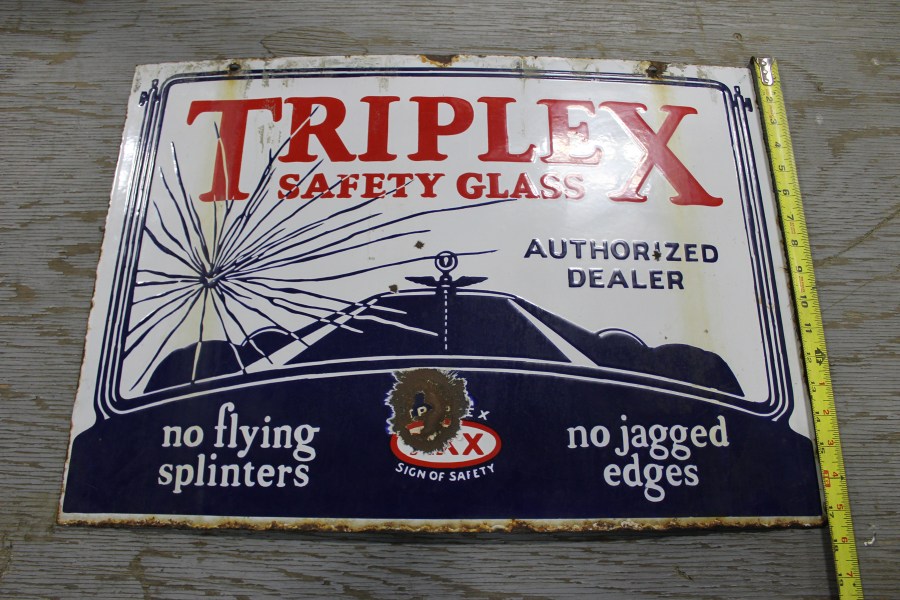 TRIPLEX
SAFETY GLASS
AUTHORIZED
DEALER
no flying
splinters
no jagged
edges
SIGN OF SAFETY